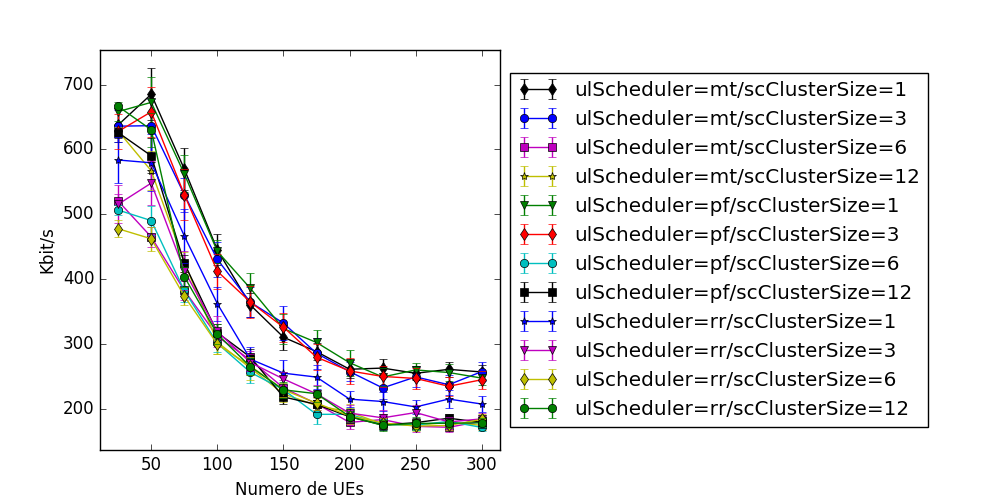 Kbit/s
700
600
500
400
300
200
50 100 150 200 250 300
Numero de UEs
ulScheduler=mt/scClusterSize=1
ulScheduler=mt/scClusterSize=3
ulScheduler=mt/scClusterSize=6
ulScheduler=mt/scClusterSize=12
ulScheduler=pf/scClusterSize=1
ulScheduler=pf/scClusterSize=3
ulScheduler=pf/scClusterSize=6
ulScheduler=pf/scClusterSize=12
ulScheduler=rr/scClusterSize=1
ulScheduler=rr/scClusterSize=3
ulScheduler=rr/scClusterSize=6
ulScheduler=rr/scClusterSize=12